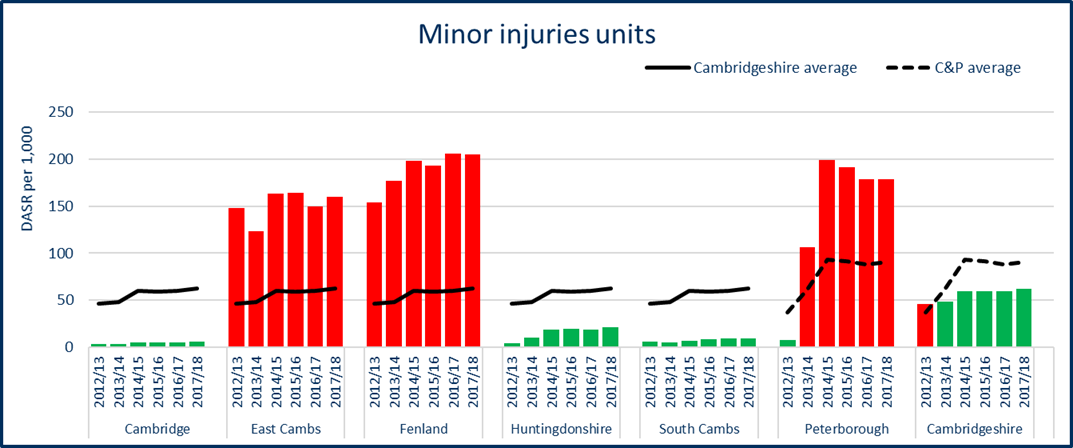 Minor injuries units
Cambridgeshire average C&P average
DASR per 1,000
250
200
150
100
50
0
2012/13 2013/14 2014/15 2015/16 2016/17 2017/18 2012/13 2013/14 2014/15 2015/16 2016/17 2017/18 2012/13 2013/14 2014/15 2015/16 2016/17 2017/18 2012/13 2013/14 2014/15 2015/16 2016/17 2017/18 2012/13 2013/14 2014/15 2015/16 2016/17 2017/18 2012/13 2013/14 2014/15 2015/16 2016/17 2017/18 2012/13 2013/14 2014/15 2015/16 2016/17 2017/18
Cambridge East Cambs Fenland Huntingdonshire South Cambs Peterborough Cambridgeshire